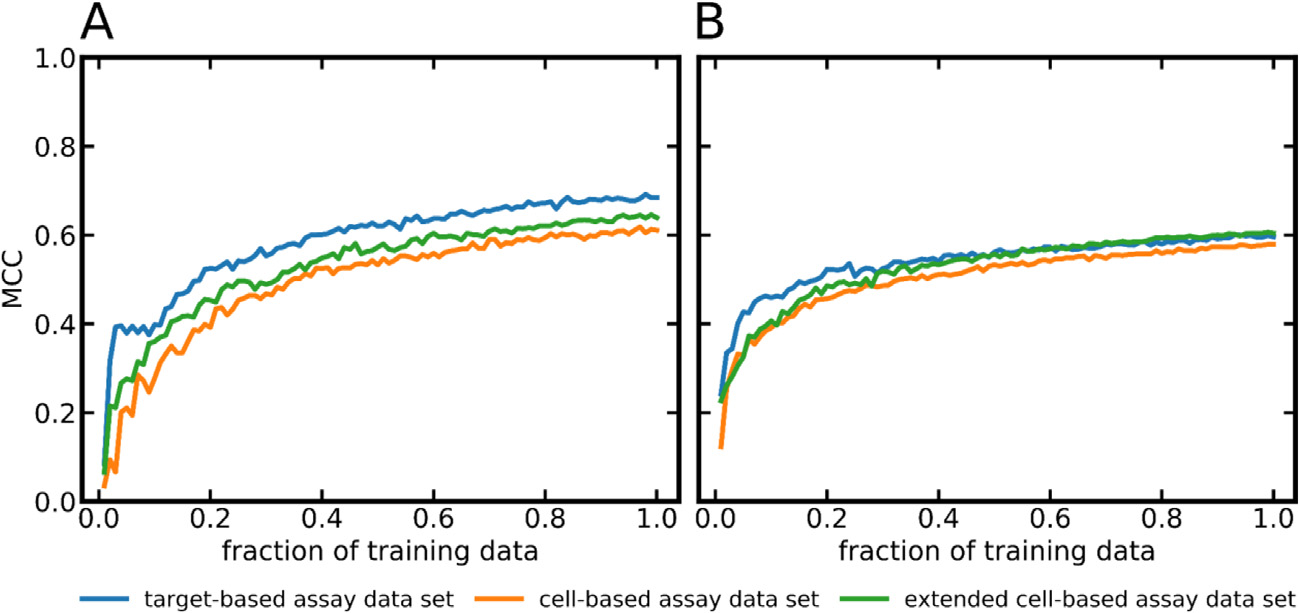 A B
1.0
0.8
0.6
0.4
0.2
0.0
MCC
0.0 0.2 0.4 0.6 0.8 1.0 0.0 0.2 0.4 0.6 0.8 1.0
fraction of training data fraction of training data
target-based assay data set cell-based assay data set extended cell-based assay data set